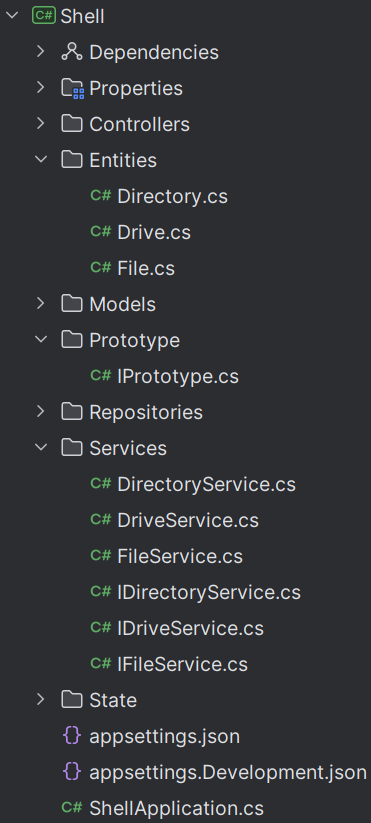 C# Shell
Dependencies
Properties
Controllers
Entities
C# Directory.cs
C# Drive.cs
C# File.cs
Models
Prototype
C# IPrototype.cs
Repositories
Services
C# DirectoryService.cs
C# DriveService.cs
C# FileService.cs
C# IDirectoryService.cs
C# IDriveService.cs
C# IFileService.cs
State
{} appsettings.json
{} appsettings.Development.json
C# ShellApplication.cs